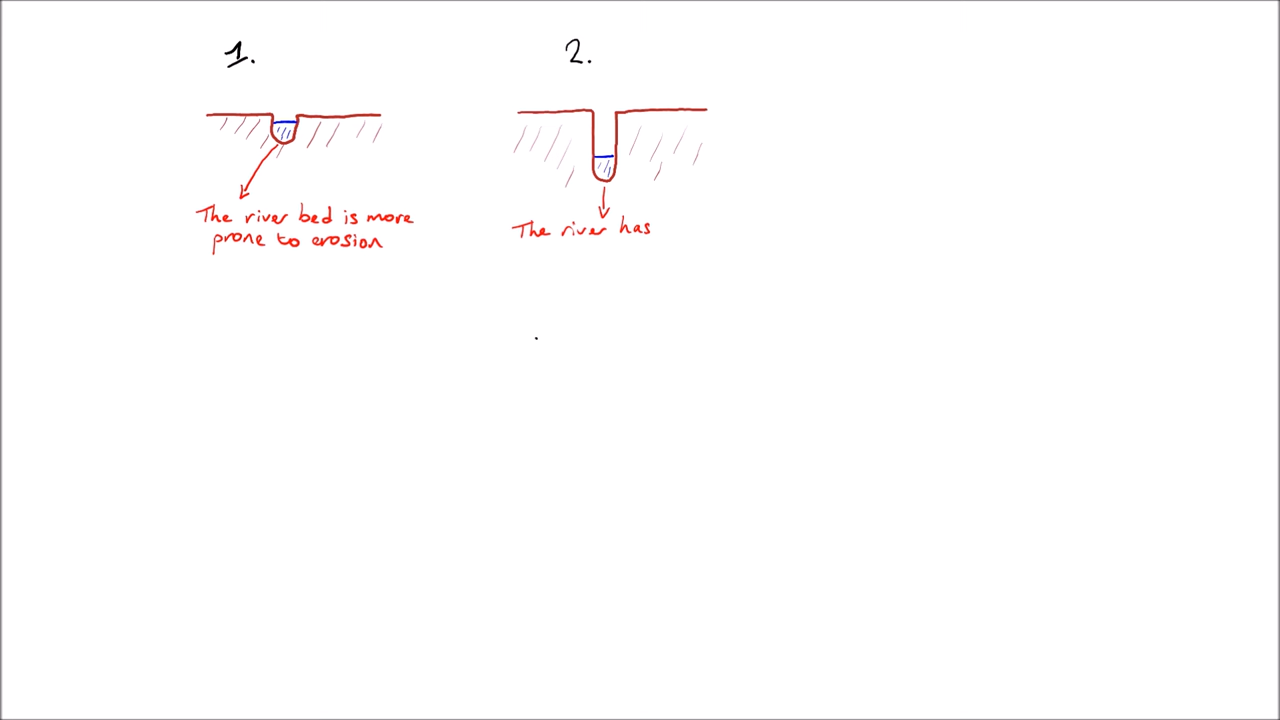 1.
2.
The river bed is more
prone to erosion
The river has